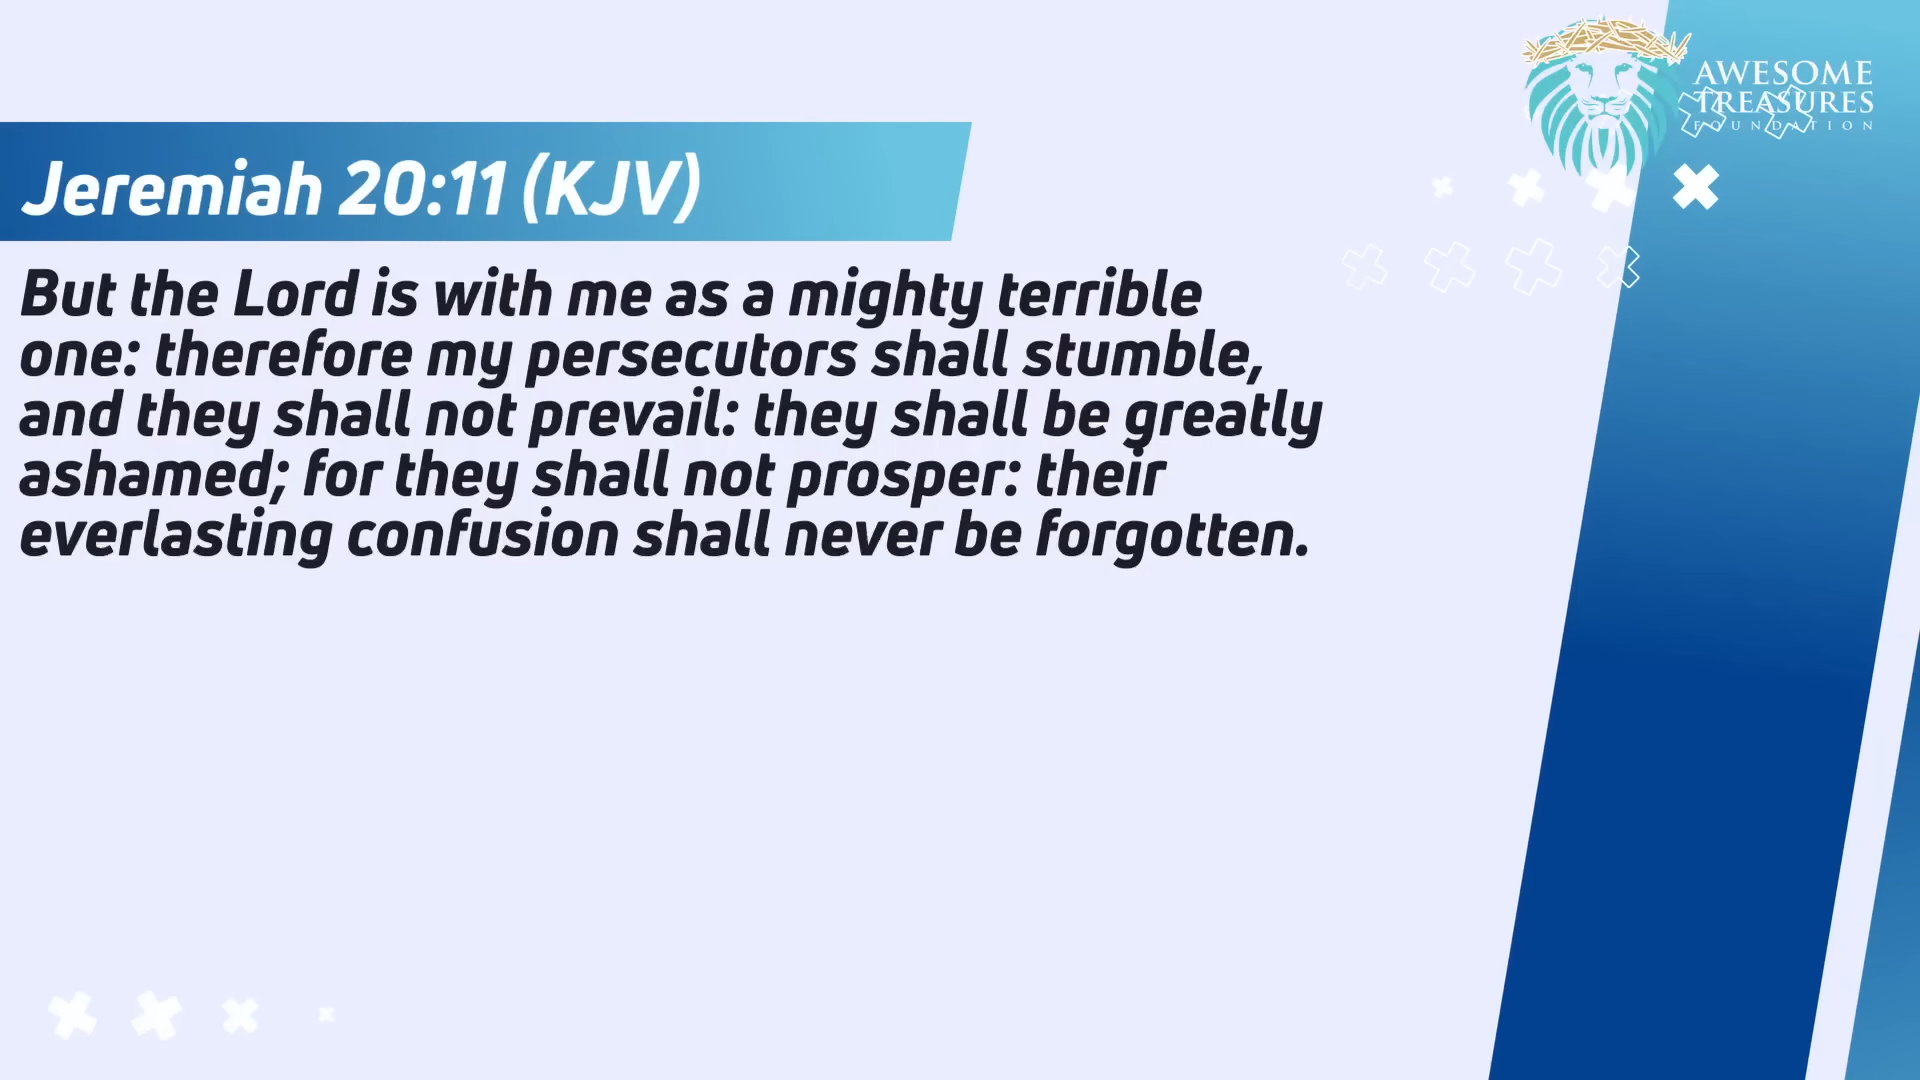 AWESOME
TREASURES
FOUNDATION
Jeremiah 20:11 (KJV)
But the Lord is with me as a mighty terrible
one: therefore my persecutors shall stumble,
and they shall not prevail: they shall be greatly
ashamed; for they shall not prosper: their
everlasting confusion shall never be forgotten.